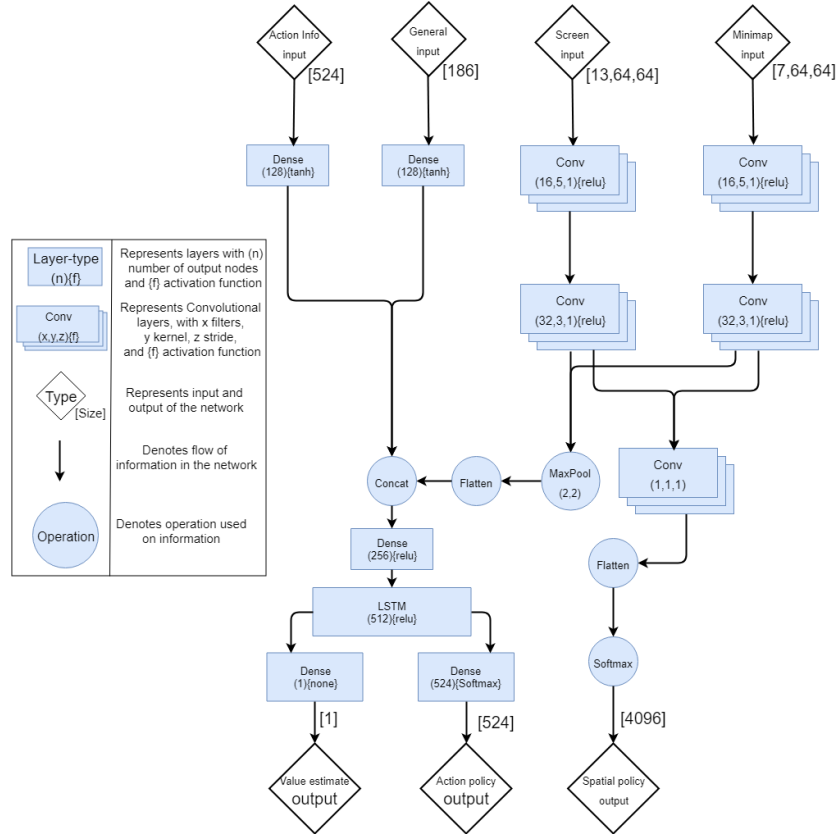 Action Info
input
[524]
General
input
[186]
Screen
input
[13,64,64]
Minimap
input
[7,64,64]
Dense
(128){tanh}
Dense
(128){tanh}
Conv
(16,5,1){relu}
Conv
(16,5,1){relu}
Layer-type
(n){f}
Represents layers with (n)
number of output nodes
and {f} activation function
Conv
(x,y,z){f}
Represents Convolutional
layers, with x filters,
y kernel, z stride,
and {f} activation function
Type
[Size]
Represents input and
output of the network
Denotes flow of
information in the network
Operation
Denotes operation used
on information
Conv
(32,3,1){relu}
Conv
(32,3,1){relu}
Concat
Flatten
MaxPool
(2,2)
Conv
(1,1,1)
Dense
(256){relu}
Flatten
LSTM
(512){relu}
Softmax
Dense
(1){none}
Dense
(524){Softmax}
[1]
[524]
[4096]
Value estimate
output
Action policy
output
Spatial policy
output